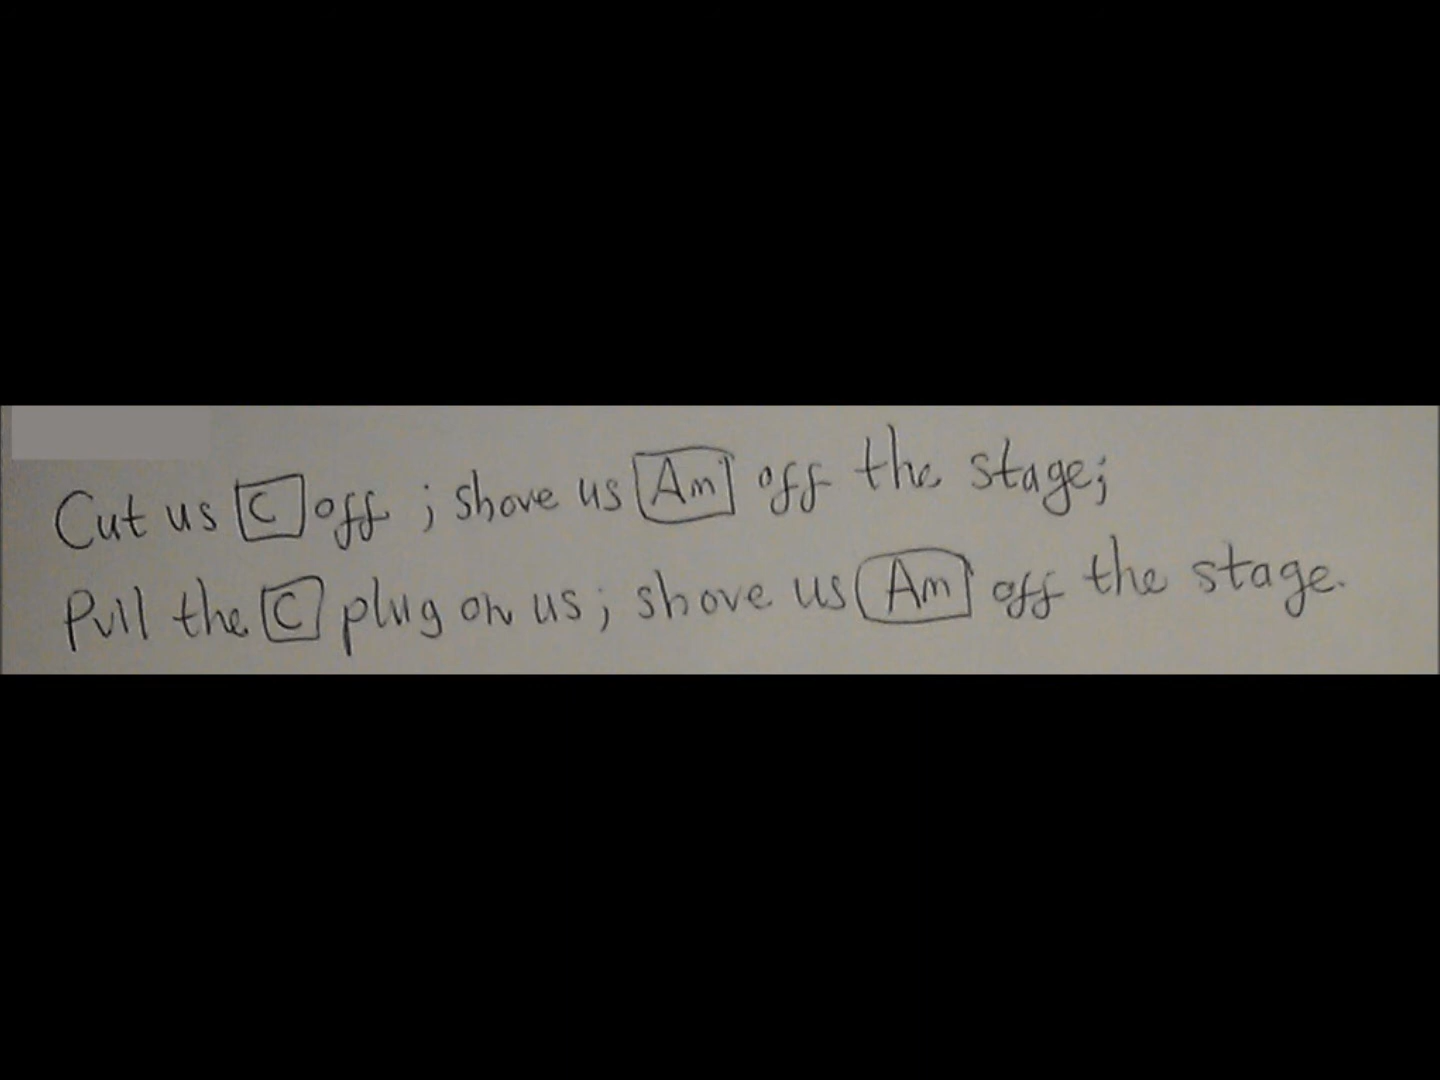 Cut us C off; shove us Am off the stage;
Pull the C plug on us; shove us Am off the stage.